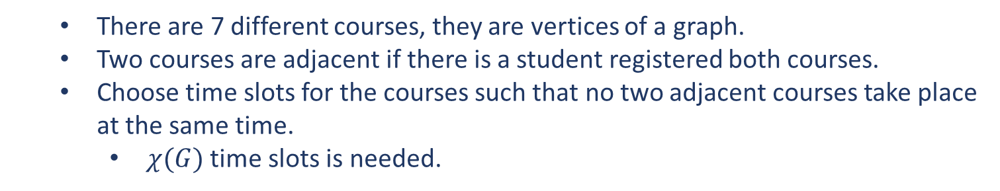 • There are 7 different courses, they are vertices of a graph.
• Two courses are adjacent if there is a student registered both courses.
• Choose time slots for the courses such that no two adjacent courses take place
at the same time.
• χ(G) time slots is needed.